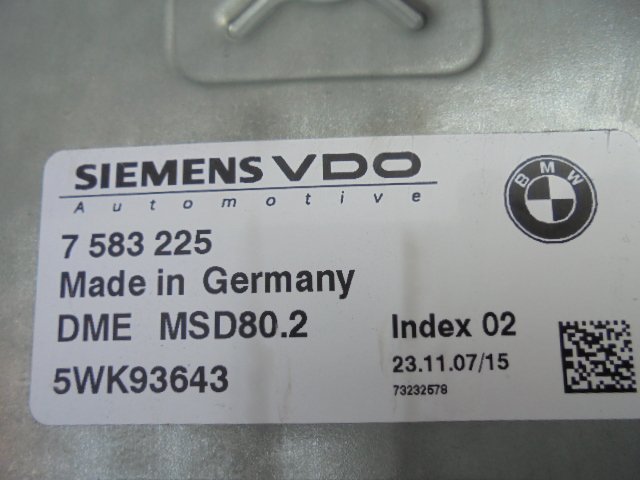 SIEMENS VDO
Automotive
BMW
7 583 225
Made in Germany
DME MSD80.2
Index 02
5WK93643
23.11.07/15
73232578